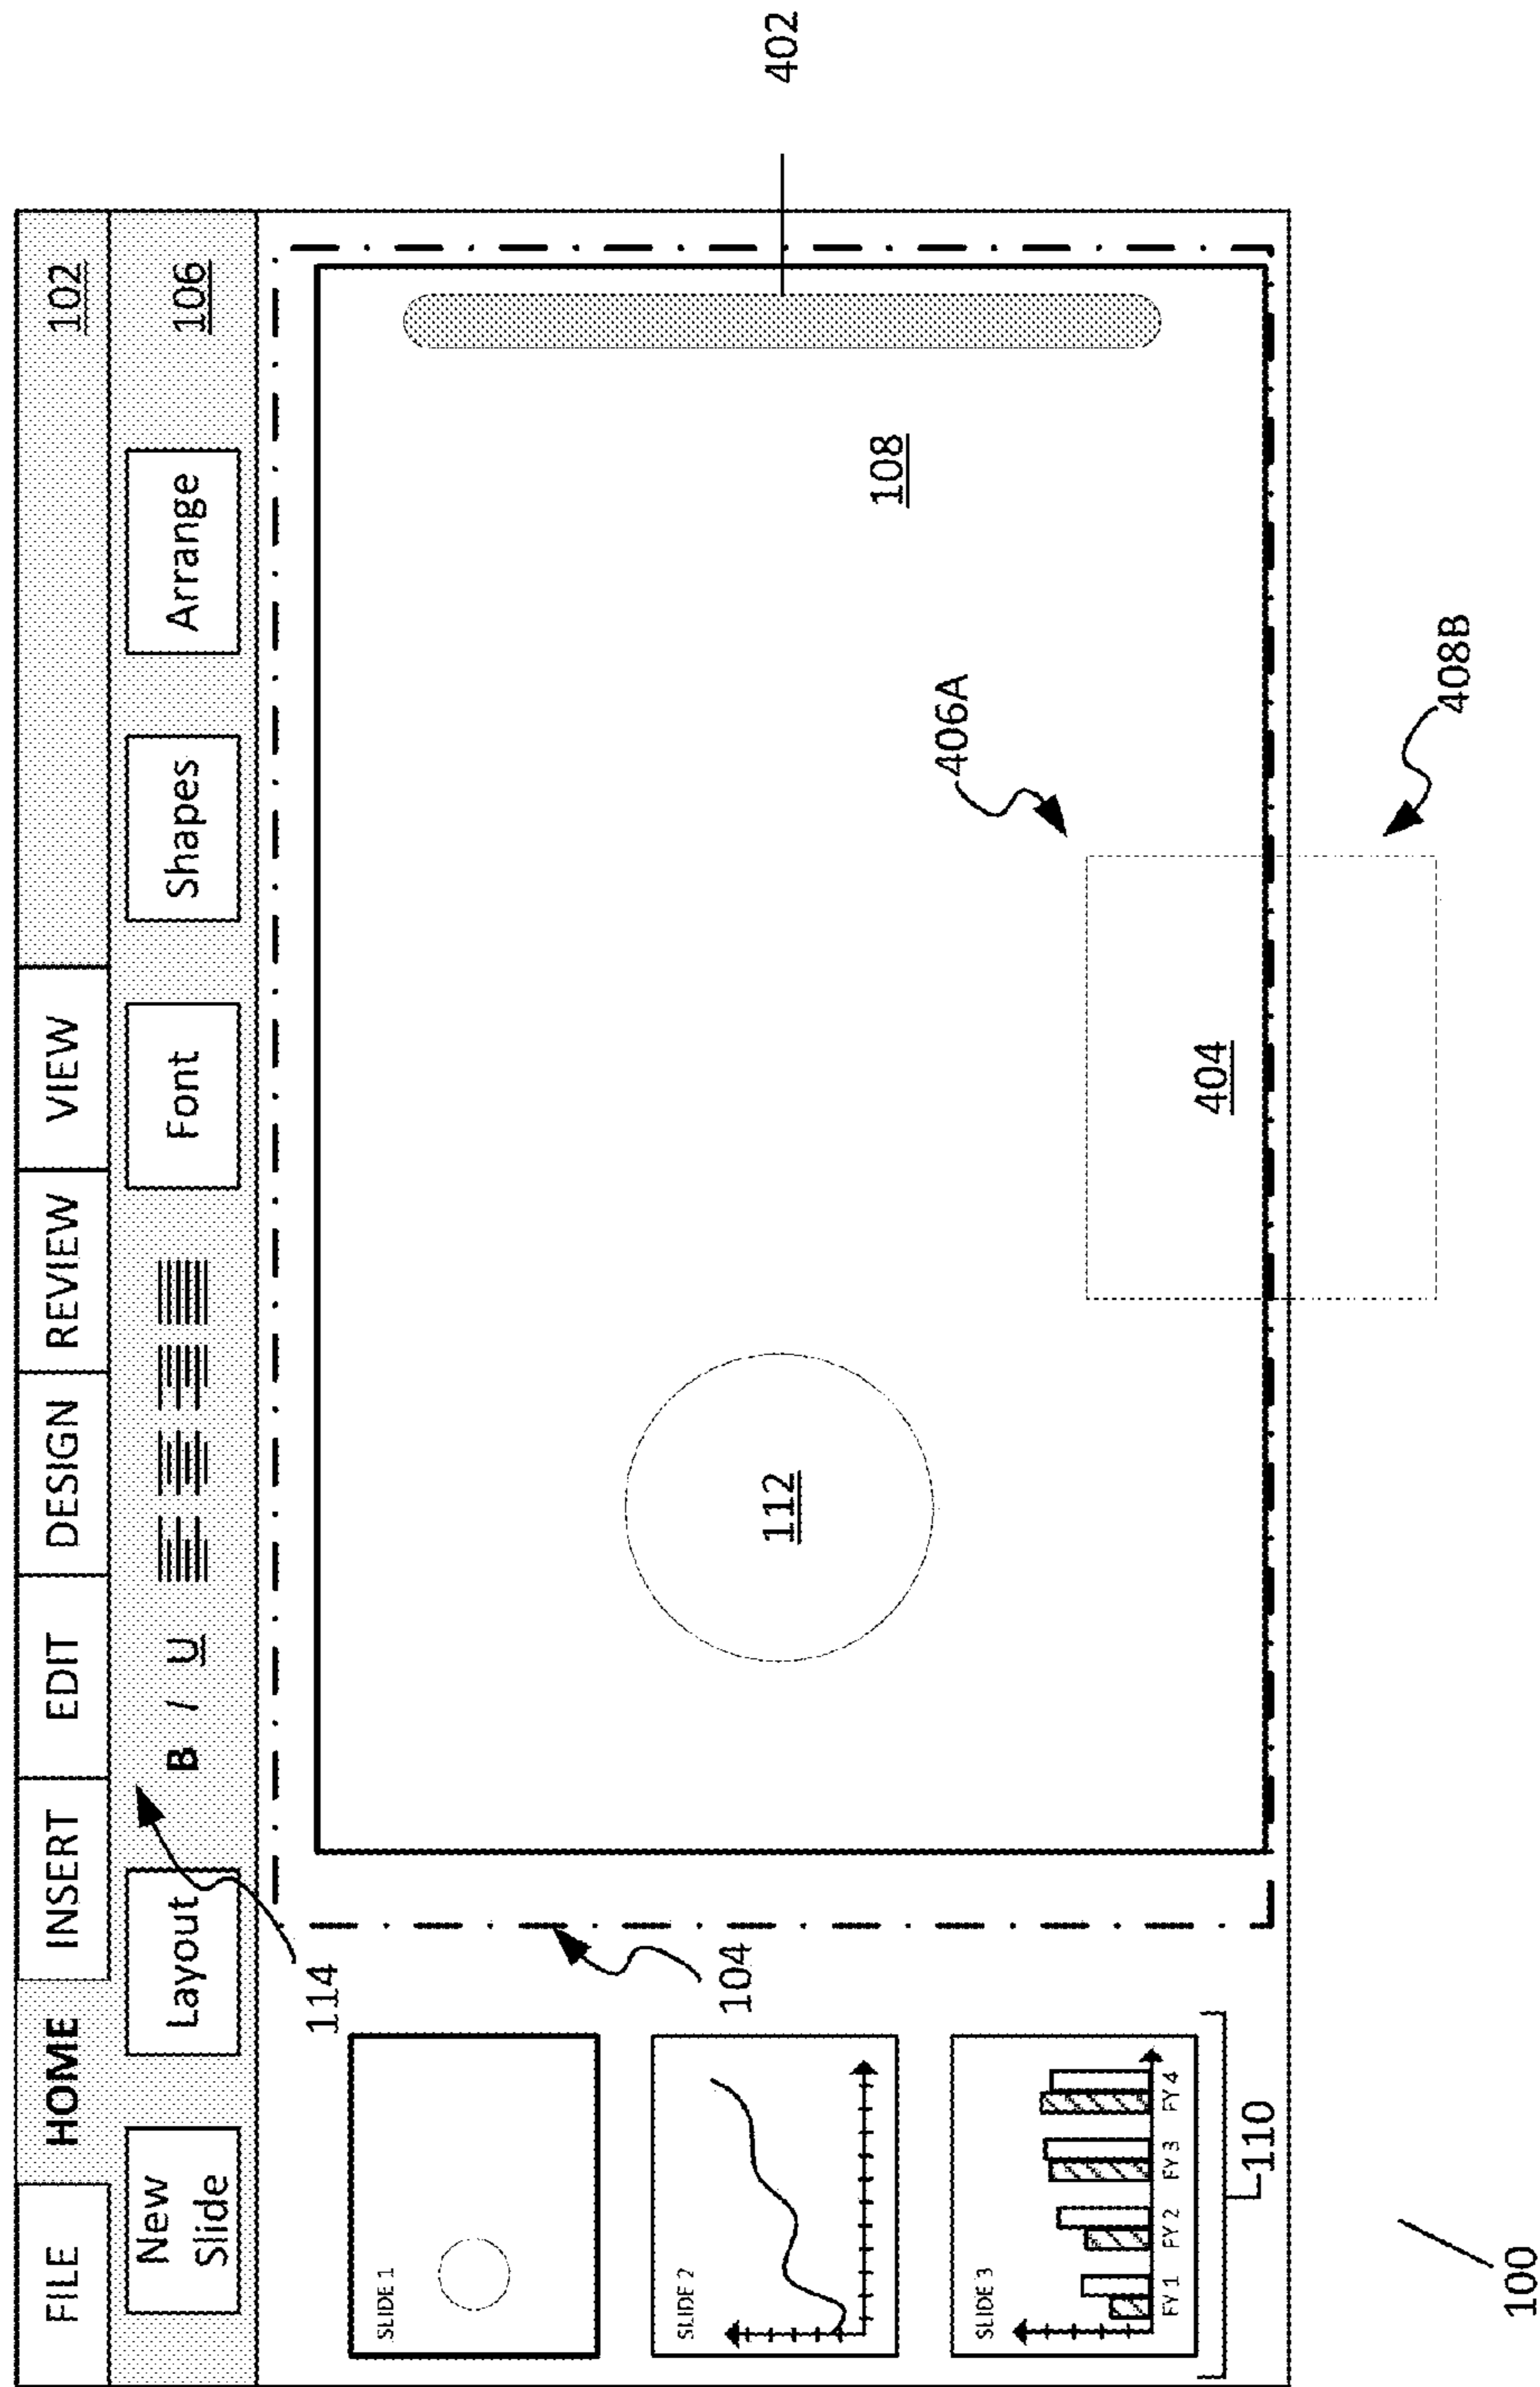 FILE HOME INSERT EDIT DESIGN REVIEW VIEW 102
New Slide Layout B I U Font Shapes Arrange 106
114
SLIDE 1
104
SLIDE 2
SLIDE 3
FY 1 FY 2 FY 3 FY 4
110
112
108
402
406A
404
408B
100